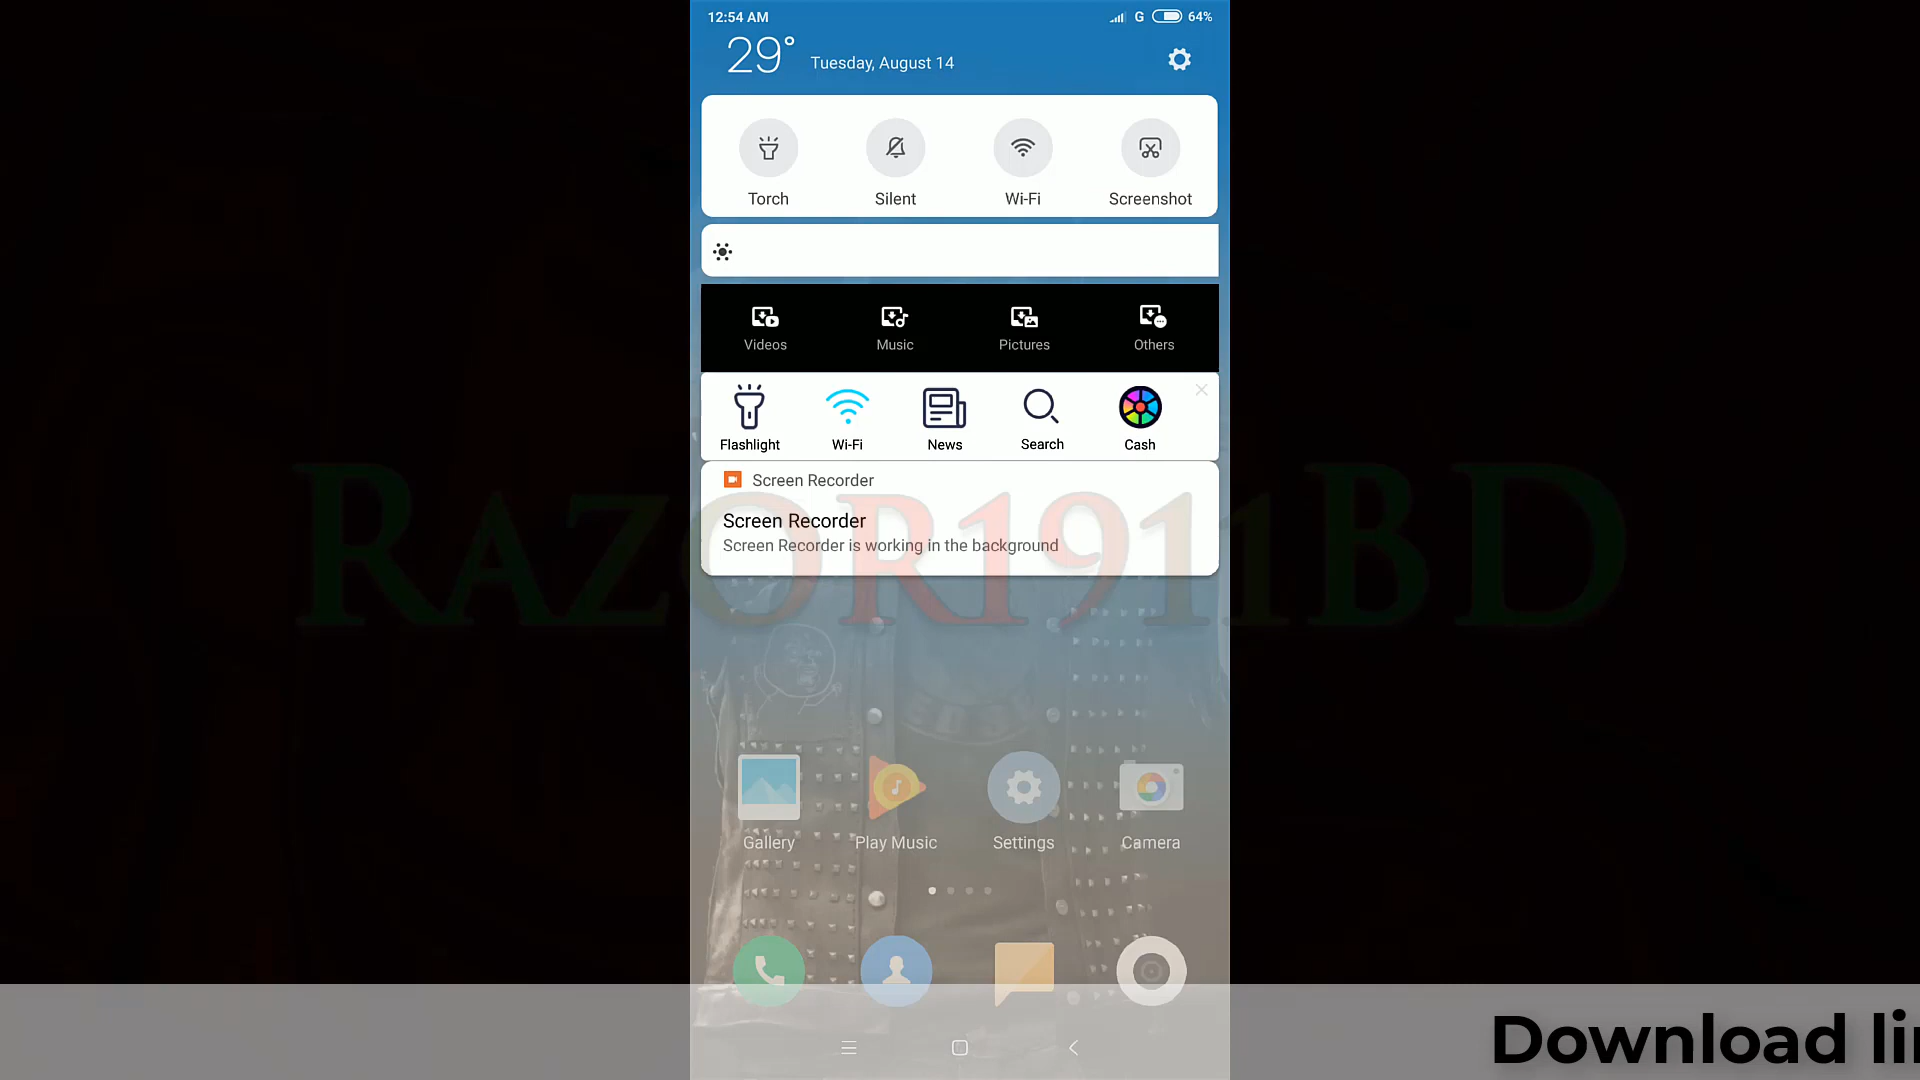 12:54 AM
G 64%
29°
Tuesday, August 14
Torch Silent Wi-Fi Screenshot
Videos Music Pictures Others
Flashlight Wi-Fi News Search Cash
Screen Recorder
Screen Recorder
Screen Recorder is working in the background
RAZOR1911BD
Gallery Play Music Settings Camera
Download